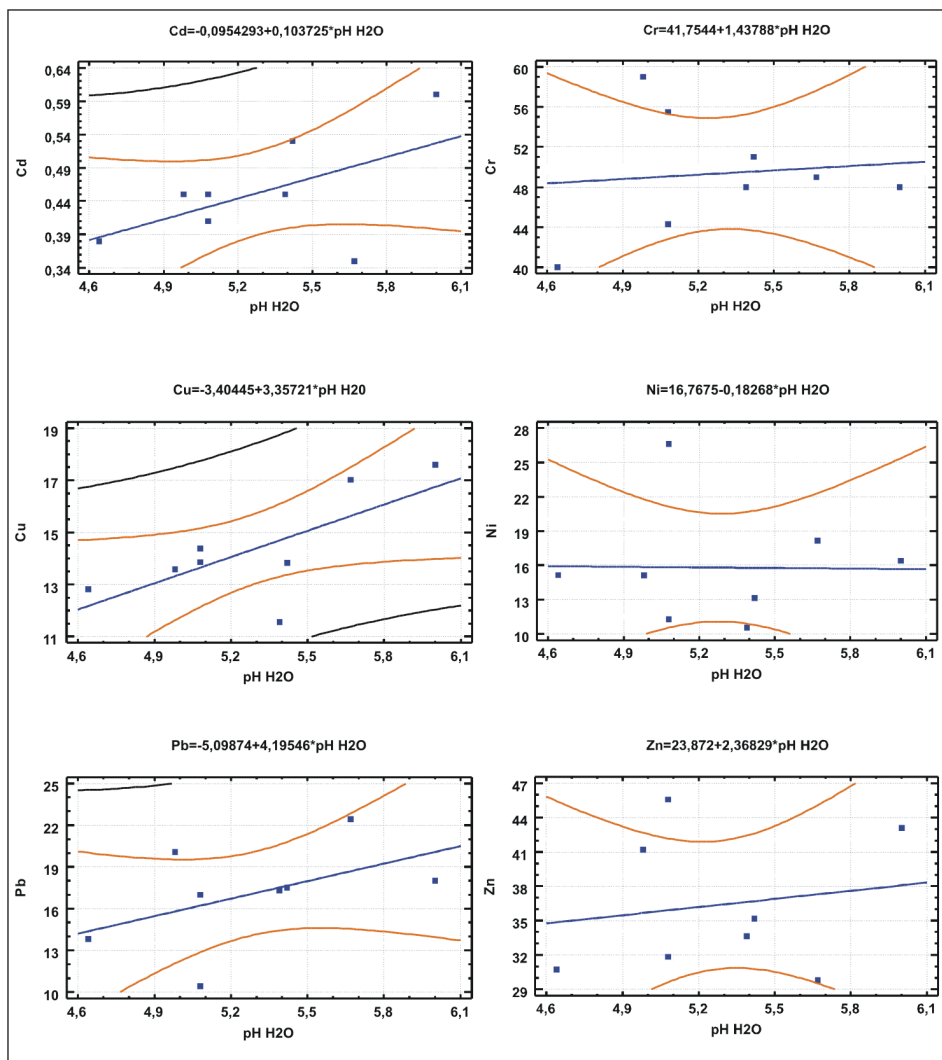 Cd=-0,0954293+0,103725*pH H2O
Cd
0,64
0,59
0,54
0,49
0,44
0,39
0,34
4,6 4,9 5,2 5,5 5,8 6,1
pH H2O
Cr=41,7544+1,43788*pH H2O
Cr
60
56
52
48
44
40
4,6 4,9 5,2 5,5 5,8 6,1
pH H2O
Cu=-3,40445+3,35721*pH H20
Cu
19
17
15
13
11
4,6 4,9 5,2 5,5 5,8 6,1
pH H2O
Ni=16,7675-0,18268*pH H2O
Ni
28
25
22
19
16
13
10
4,6 4,9 5,2 5,5 5,8 6,1
pH H2O
Pb=-5,09874+4,19546*pH H2O
Pb
25
22
19
16
13
10
4,6 4,9 5,2 5,5 5,8 6,1
pH H2O
Zn=23,872+2,36829*pH H2O
Zn
47
44
41
38
35
32
29
4,6 4,9 5,2 5,5 5,8 6,1
pH H2O